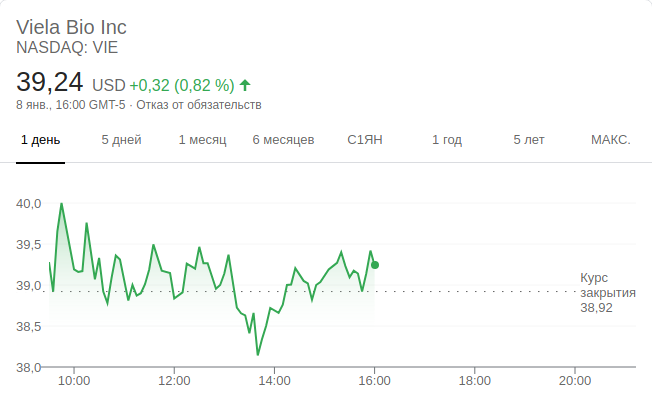 Viela Bio Inc
NASDAQ: VIE
39,24 USD +0,32 (0,82 %)
8 янв., 16:00 GMT-5 · Отказ от обязательств
1 день 5 дней 1 месяц 6 месяцев С1ЯН 1 год 5 лет МАКС.
40,0
39,5
39,0
38,5
38,0
Курс
закрытия
38,92
10:00 12:00 14:00 16:00 18:00 20:00